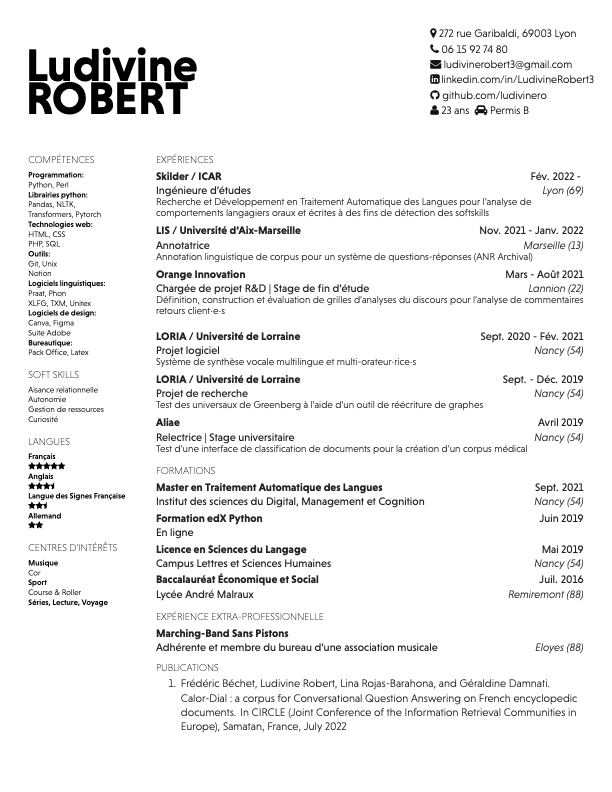 Ludivine
ROBERT
272 rue Garibaldi, 69003 Lyon
06 15 92 74 80
ludivinerobert3@gmail.com
linkedin.com/in/LudivineRobert3
github.com/ludivinero
23 ans Permis B
COMPÉTENCES
Programmation:
Python, Perl
Librairies python:
Pandas, NLTK,
Transformers, Pytorch
Technologies web:
HTML, CSS
PHP, SQL
Outils:
Git, Unix
Notion
Logiciels linguistiques:
Praat, Phon
XLFG, TXM, Unitex
Logiciels de design:
Canva, Figma
Suite Adobe
Bureautique:
Pack Office, Latex
SOFT SKILLS
Aisance relationnelle
Autonomie
Gestion de ressources
Curiosité
LANGUES
Français
Anglais
Langue des Signes Française
Allemand
CENTRES D'INTÉRÊTS
Musique
Cor
Sport
Course & Roller
Séries, Lecture, Voyage
EXPÉRIENCES
Skilder / ICAR Fév. 2022 -
Ingénieure d'études Lyon (69)
Recherche et Développement en Traitement Automatique des Langues pour l'analyse de
comportements langagiers oraux et écrites à des fins de détection des softskills
LIS / Université d'Aix-Marseille Nov. 2021 - Janv. 2022
Annotatrice Marseille (13)
Annotation linguistique de corpus pour un système de questions-réponses (ANR Archival)
Orange Innovation Mars - Août 2021
Chargée de projet R&D | Stage de fin d'étude Lannion (22)
Définition, construction et évaluation de grilles d'analyses du discours pour l'analyse de commentaires
retours client·e·s
LORIA / Université de Lorraine Sept. 2020 - Fév. 2021
Projet logiciel Nancy (54)
Système de synthèse vocale multilingue et multi-orateur·rice·s
LORIA / Université de Lorraine Sept. - Déc. 2019
Projet de recherche Nancy (54)
Test des universaux de Greenberg à l'aide d'un outil de réécriture de graphes
Aliae Avril 2019
Relectrice | Stage universitaire Nancy (54)
Test d'une interface de classification de documents pour la création d'un corpus médical
FORMATIONS
Master en Traitement Automatique des Langues Sept. 2021
Institut des sciences du Digital, Management et Cognition Nancy (54)
Formation edX Python Juin 2019
En ligne
Licence en Sciences du Langage Mai 2019
Campus Lettres et Sciences Humaines Nancy (54)
Baccalauréat Économique et Social Juil. 2016
Lycée André Malraux Remiremont (88)
EXPÉRIENCE EXTRA-PROFESSIONNELLE
Marching-Band Sans Pistons
Adhérente et membre du bureau d'une association musicale Eloyes (88)
PUBLICATIONS
1. Frédéric Béchet, Ludivine Robert, Lina Rojas-Barahona, and Géraldine Damnati.
Calor-Dial : a corpus for Conversational Question Answering on French encyclopedic
documents. In CIRCLE (Joint Conference of the Information Retrieval Communities in
Europe), Samatan, France, July 2022